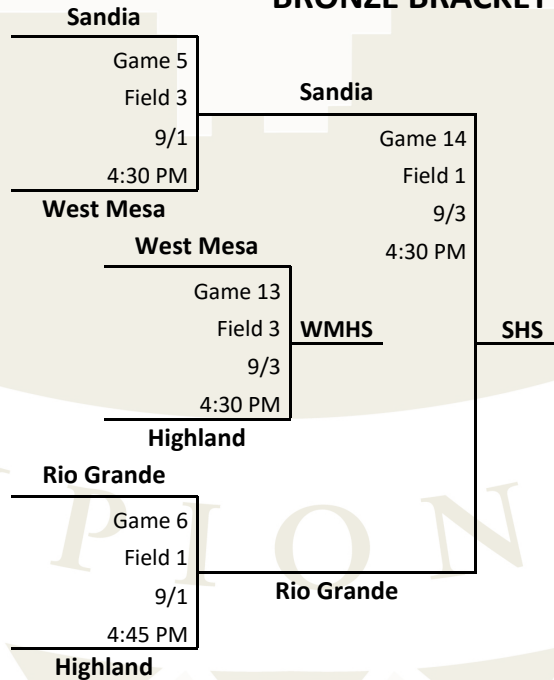 BRONZE BRACKET
Sandia
Game 5
Field 3
9/1
4:30 PM
West Mesa
Sandia
Game 14
Field 1
9/3
4:30 PM
West Mesa
Game 13
Field 3
9/3
4:30 PM
Highland
WMHS
SHS
Rio Grande
Game 6
Field 1
9/1
4:45 PM
Highland
Rio Grande
PION